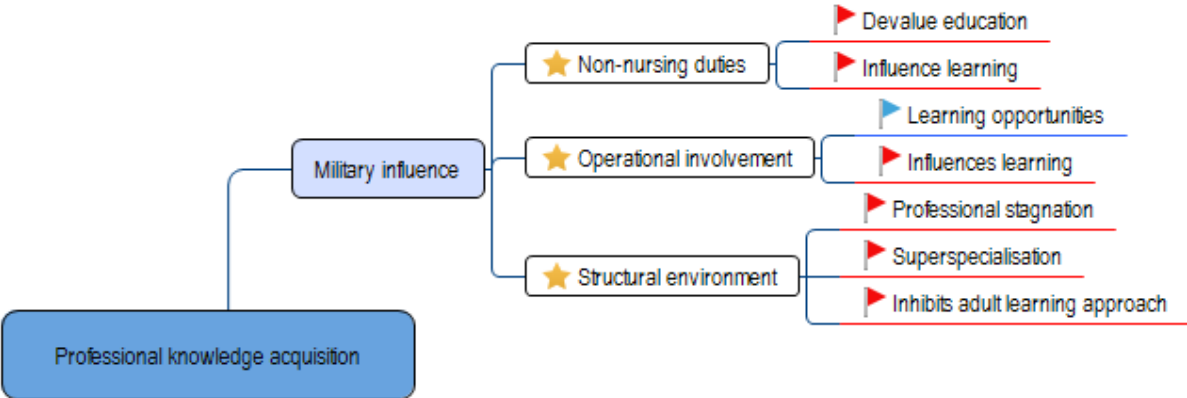 Devalue education
Non-nursing duties
Influence learning
Learning opportunities
Operational involvement
Influences learning
Military influence
Professional stagnation
Superspecialisation
Structural environment
Inhibits adult learning approach
Professional knowledge acquisition